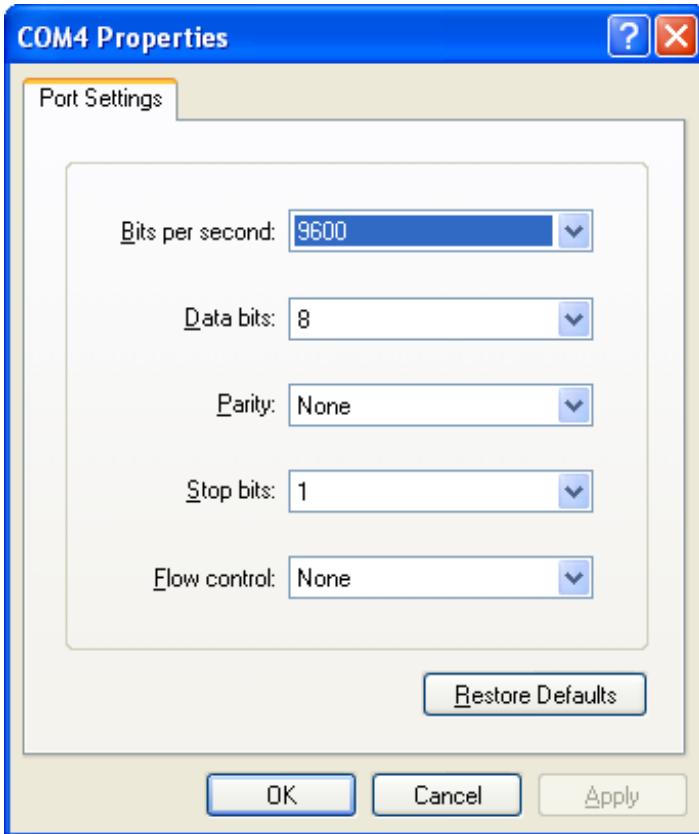 COM4 Properties
Port Settings
Bits per second: 9600
Data bits: 8
Parity: None
Stop bits: 1
Flow control: None
Restore Defaults
OK Cancel Apply